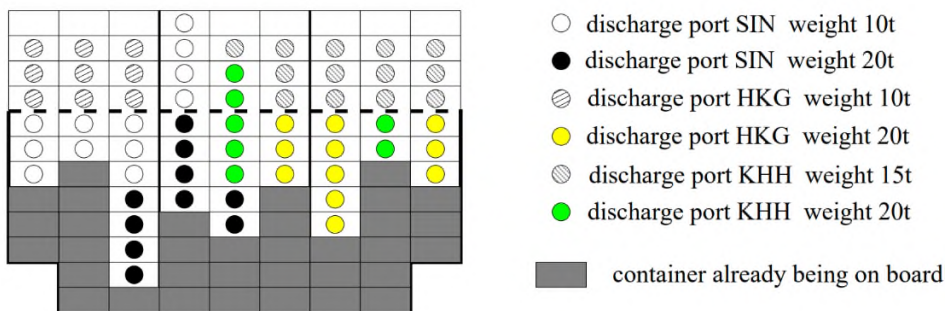 discharge port SIN weight 10t
discharge port SIN weight 20t
discharge port HKG weight 10t
discharge port HKG weight 20t
discharge port KHH weight 15t
discharge port KHH weight 20t
container already being on board